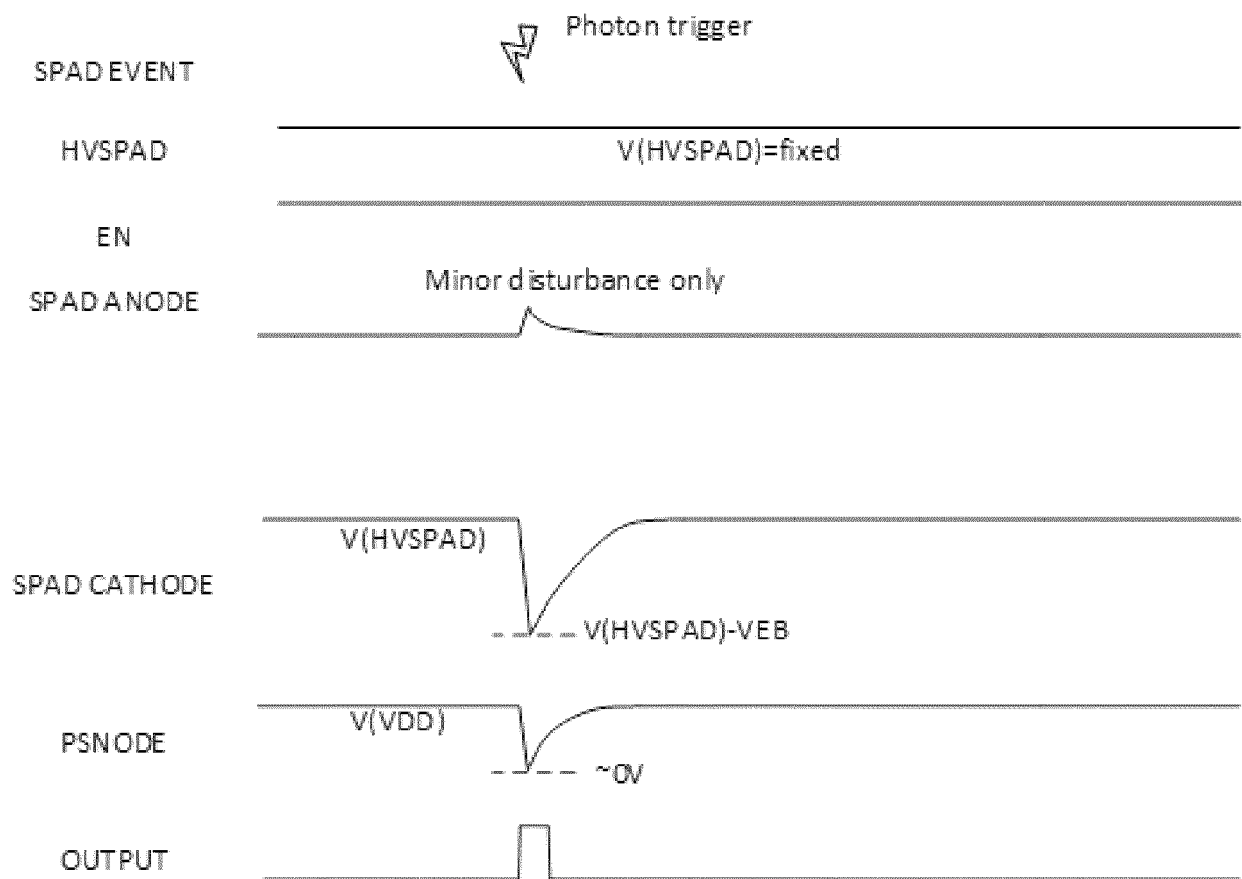 Photon trigger
SPAD EVENT
HVSPAD
V(HVSPAD)=fixed
EN
Minor disturbance only
SPAD ANODE
V(HVSPAD)
SPAD CATHODE
V(HVSPAD)-VEB
V(VDD)
PSNODE
~0V
OUTPUT